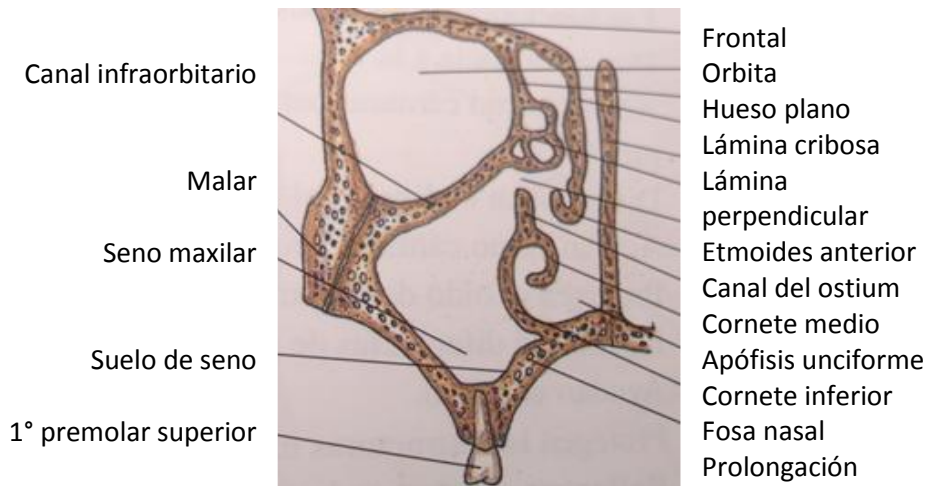 Canal infraorbitario
Malar
Seno maxilar
Suelo de seno
1° premolar superior
Frontal
Orbita
Hueso plano
Lámina cribosa
Lámina
perpendicular
Etmoides anterior
Canal del ostium
Cornete medio
Apófisis unciforme
Cornete inferior
Fosa nasal
Prolongación